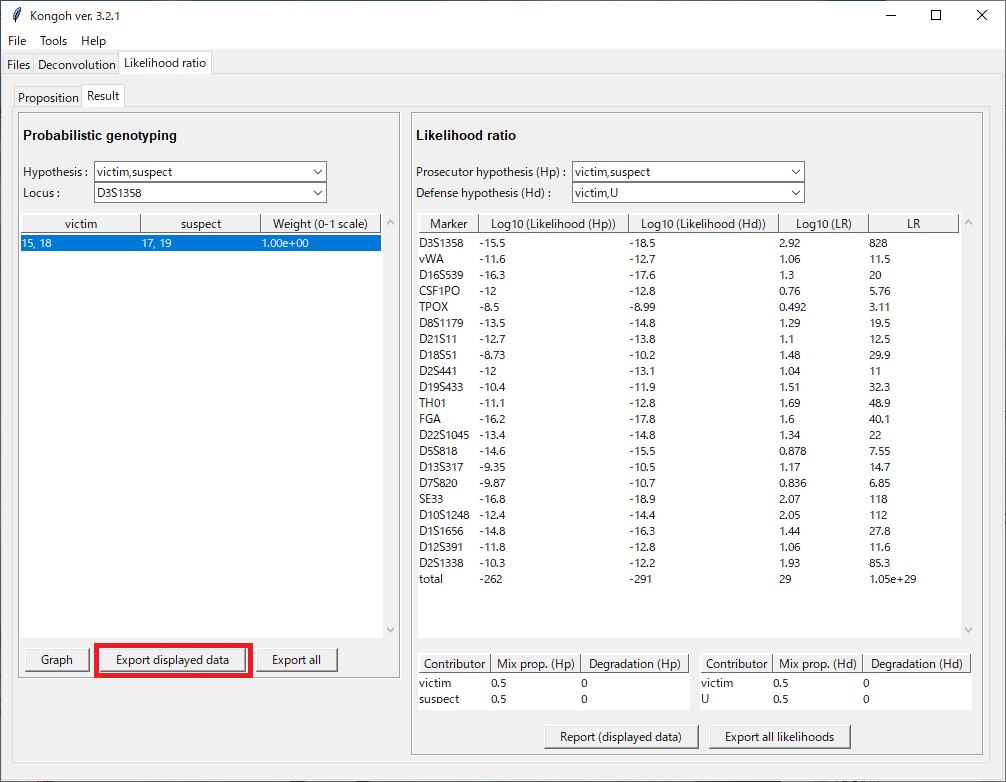 Kongoh ver. 3.2.1
File Tools Help
Files Deconvolution Likelihood ratio
Proposition Result
Probabilistic genotyping
Hypothesis : victim,suspect
Locus : D3S1358
victim suspect Weight (0-1 scale)
15, 18 17, 19 1.00e+00
Graph Export displayed data Export all
Likelihood ratio
Prosecutor hypothesis (Hp) : victim,suspect
Defense hypothesis (Hd) : victim,U
Marker Log10 (Likelihood (Hp)) Log10 (Likelihood (Hd)) Log10 (LR) LR
D3S1358 -15.5 -18.5 2.92 828
vWA -11.6 -12.7 1.06 11.5
D16S539 -16.3 -17.6 1.3 20
CSF1PO -12 -12.8 0.76 5.76
TPOX -8.5 -8.99 0.492 3.11
D8S1179 -13.5 -14.8 1.29 19.5
D21S11 -12.7 -13.8 1.1 12.5
D18S51 -8.73 -10.2 1.48 29.9
D2S441 -12 -13.1 1.04 11
D19S433 -10.4 -11.9 1.51 32.3
TH01 -11.1 -12.8 1.69 48.9
FGA -16.2 -17.8 1.6 40.1
D22S1045 -13.4 -14.8 1.34 22
D5S818 -14.6 -15.5 0.878 7.55
D13S317 -9.35 -10.5 1.17 14.7
D7S820 -9.87 -10.7 0.836 6.85
SE33 -16.8 -18.9 2.07 118
D10S1248 -12.4 -14.4 2.05 112
D1S1656 -14.8 -16.3 1.44 27.8
D12S391 -11.8 -12.8 1.06 11.6
D2S1338 -10.3 -12.2 1.93 85.3
total -262 -291 29 1.05e+29
Contributor Mix prop. (Hp) Degradation (Hp)
victim 0.5 0
suspect 0.5 0
Contributor Mix prop. (Hd) Degradation (Hd)
victim 0.5 0
U 0.5 0
Report (displayed data) Export all likelihoods